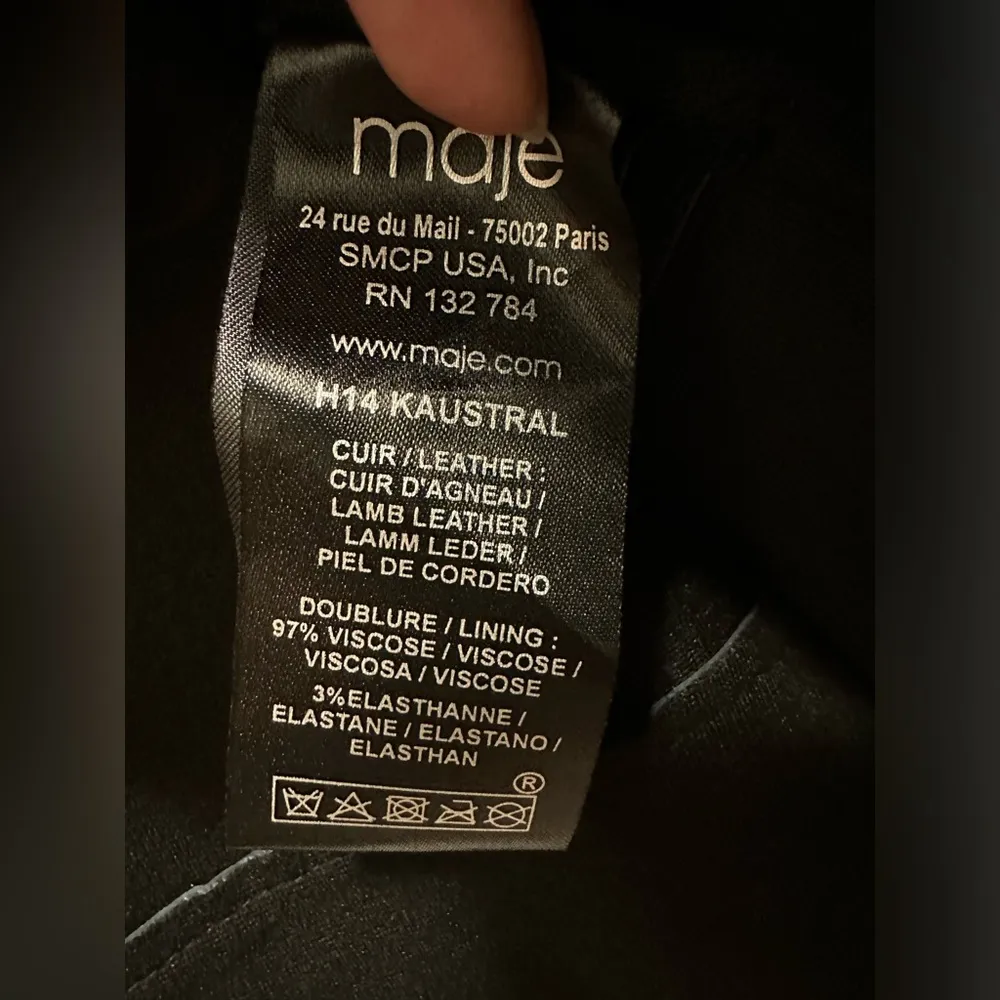 maje
24 rue du Mail - 75002 Paris
SMCP USA, Inc
RN 132 784
www.maje.com
H14 KAUSTRAL
CUIR / LEATHER :
CUIR D'AGNEAU /
LAMB LEATHER /
LAMM LEDER /
PIEL DE CORDERO
DOUBLURE / LINING :
97% VISCOSE / VISCOSE /
VISCOSA / VISCOSE
3%ELASTHANNE /
ELASTANE / ELASTANO /
ELASTHAN
®